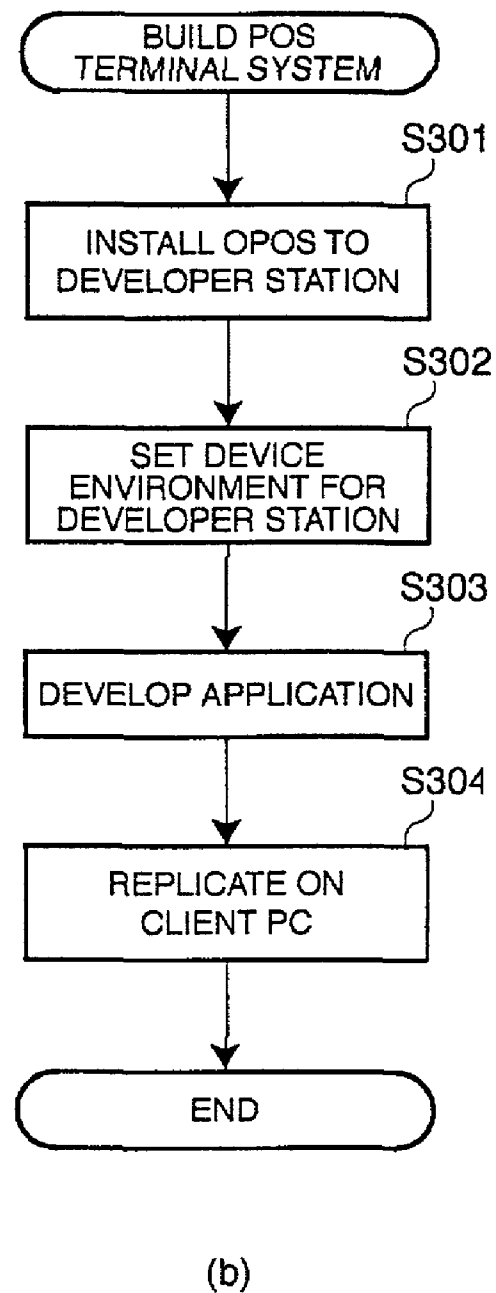 BUILD POS
TERMINAL SYSTEM
S301
INSTALL OPOS TO
DEVELOPER STATION
S302
SET DEVICE
ENVIRONMENT FOR
DEVELOPER STATION
S303
DEVELOP APPLICATION
S304
REPLICATE ON
CLIENT PC
END
(b)